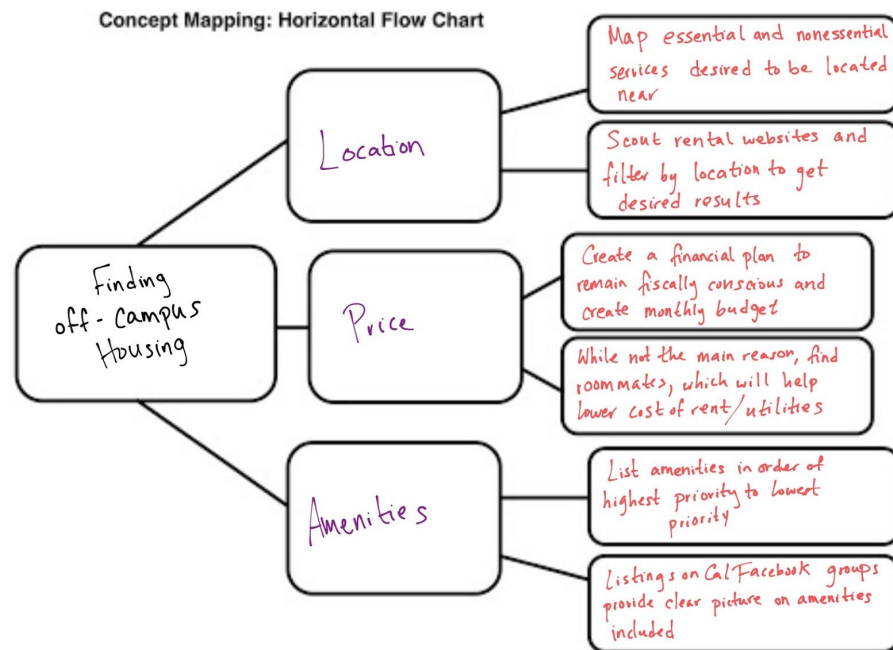 Concept Mapping: Horizontal Flow Chart
Finding
off-campus
Housing
Location
Map essential and nonessential
services desired to be located
near
Scout rental websites and
filter by location to get
desired results
Price
Create a financial plan to
remain fiscally conscious and
create monthly budget
While not the main reason, find
roommates, which will help
lower cost of rent/utilities
Amenities
List amenities in order of
highest priority to lowest
priority
Listings on Cal Facebook groups
provide clear picture on amenities
included